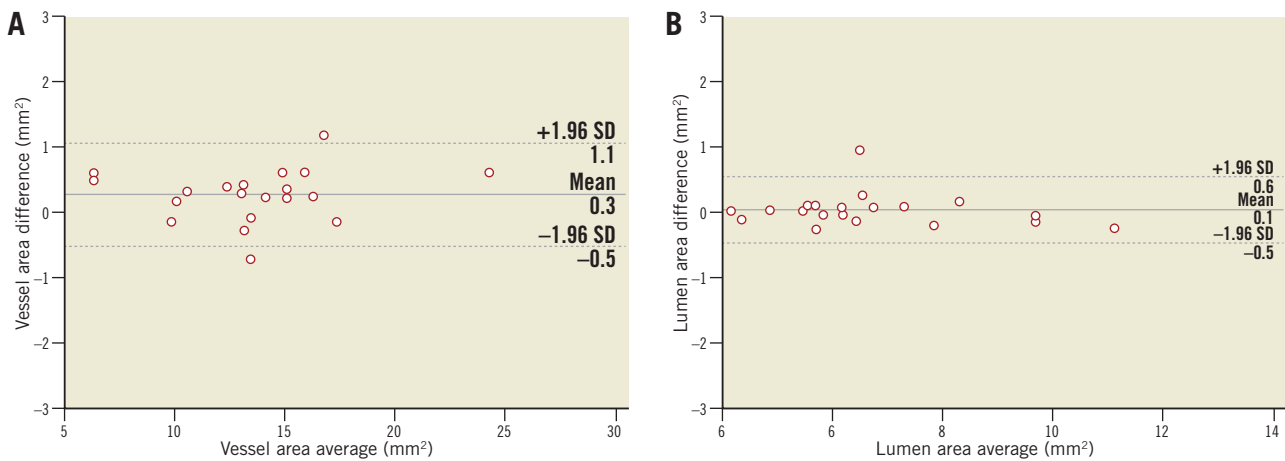 A
Vessel area difference (mm²)
3
2
1
0
−1
−2
−3
+1.96 SD
1.1
Mean
0.3
−1.96 SD
−0.5
5 10 15 20 25 30
Vessel area average (mm²)
B
Lumen area difference (mm²)
3
2
1
0
−1
−2
−3
+1.96 SD
0.6
Mean
0.1
−1.96 SD
−0.5
6 6 8 10 12 14
Lumen area average (mm²)